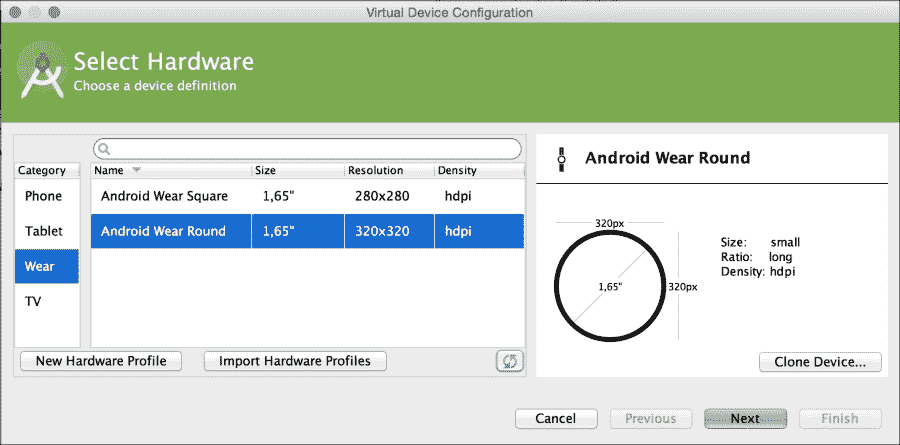 Virtual Device Configuration
Select Hardware
Choose a device definition
Category Name Size Resolution Density
Phone Android Wear Square 1,65" 280x280 hdpi
Tablet Android Wear Round 1,65" 320x320 hdpi
Wear
TV
New Hardware Profile Import Hardware Profiles
Android Wear Round
320px
1,65" 320px
Size: small
Ratio: long
Density: hdpi
Clone Device...
Cancel Previous Next Finish